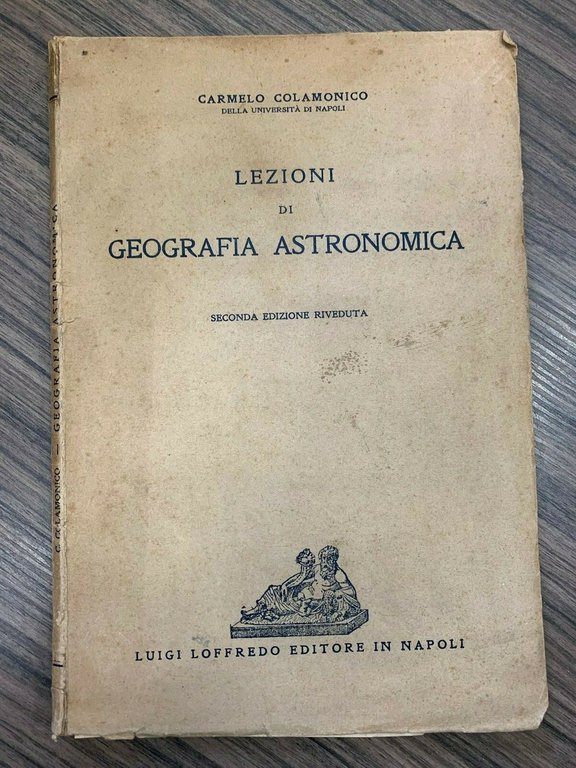 CARMELO COLAMONICO
DELLA UNIVERSITÀ DI NAPOLI
LEZIONI
DI
GEOGRAFIA ASTRONOMICA
SECONDA EDIZIONE RIVEDUTA
LUIGI LOFFREDO EDITORE IN NAPOLI
C. COLAMONICO — GEOGRAFIA ASTRONOMICA